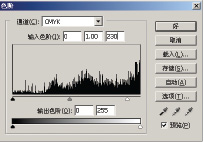 色阶
通道(C): CMYK
好
输入色阶(I): 0 1.00 230
取消
载入(L)...
存储(S)...
自动(A)
选项(T)...
输出色阶(O): 0 255
预览(P)